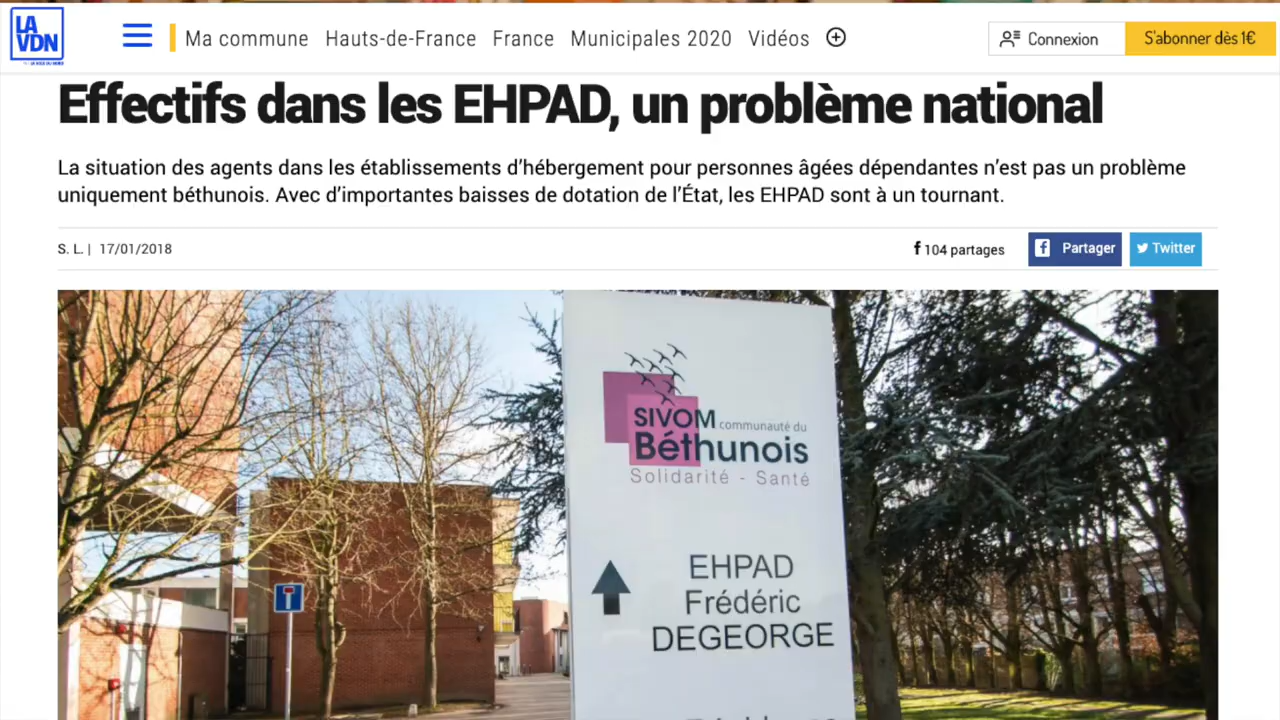 LA VDN
Ma commune Hauts-de-France France Municipales 2020 Vidéos
Connexion
S'abonner dès 1€
Effectifs dans les EHPAD, un problème national
La situation des agents dans les établissements d’hébergement pour personnes âgées dépendantes n’est pas un problème
uniquement béthunois. Avec d’importantes baisses de dotation de l’État, les EHPAD sont à un tournant.
S. L. | 17/01/2018
104 partages
Partager
Twitter
SIVOM communauté du
Béthunois
Solidarité - Santé
EHPAD
Frédéric
DEGEORGE